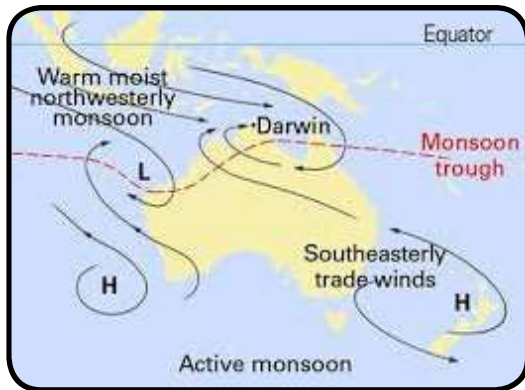 Equator
Warm moist
northwesterly
monsoon
Darwin
Monsoon
trough
L
Southeasterly
trade winds
H
H
Active monsoon